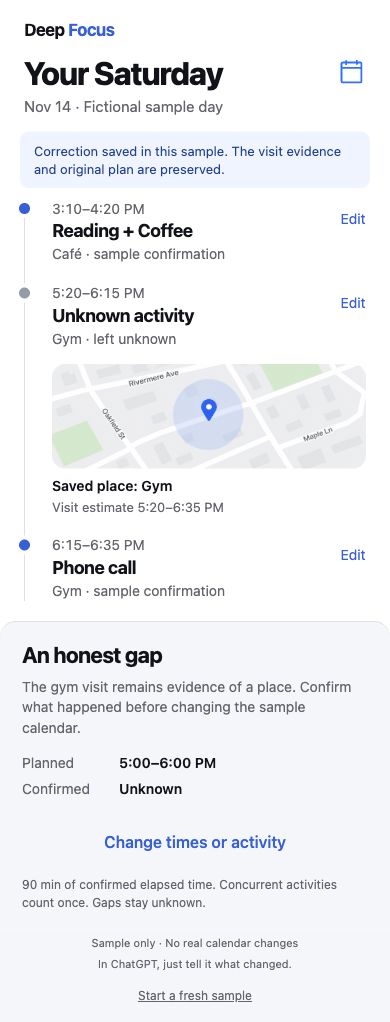 Deep Focus
Your Saturday
Nov 14 · Fictional sample day
Correction saved in this sample. The visit evidence
and original plan are preserved.
3:10–4:20 PM
Reading + Coffee
Edit
Café · sample confirmation
5:20–6:15 PM
Unknown activity
Edit
Gym · left unknown
Rivermere Ave
Oakfield St
Maple Ln
Saved place: Gym
Visit estimate 5:20–6:35 PM
6:15–6:35 PM
Phone call
Edit
Gym · sample confirmation
An honest gap
The gym visit remains evidence of a place. Confirm
what happened before changing the sample
calendar.
Planned 5:00–6:00 PM
Confirmed Unknown
Change times or activity
90 min of confirmed elapsed time. Concurrent activities
count once. Gaps stay unknown.
Sample only · No real calendar changes
In ChatGPT, just tell it what changed.
Start a fresh sample